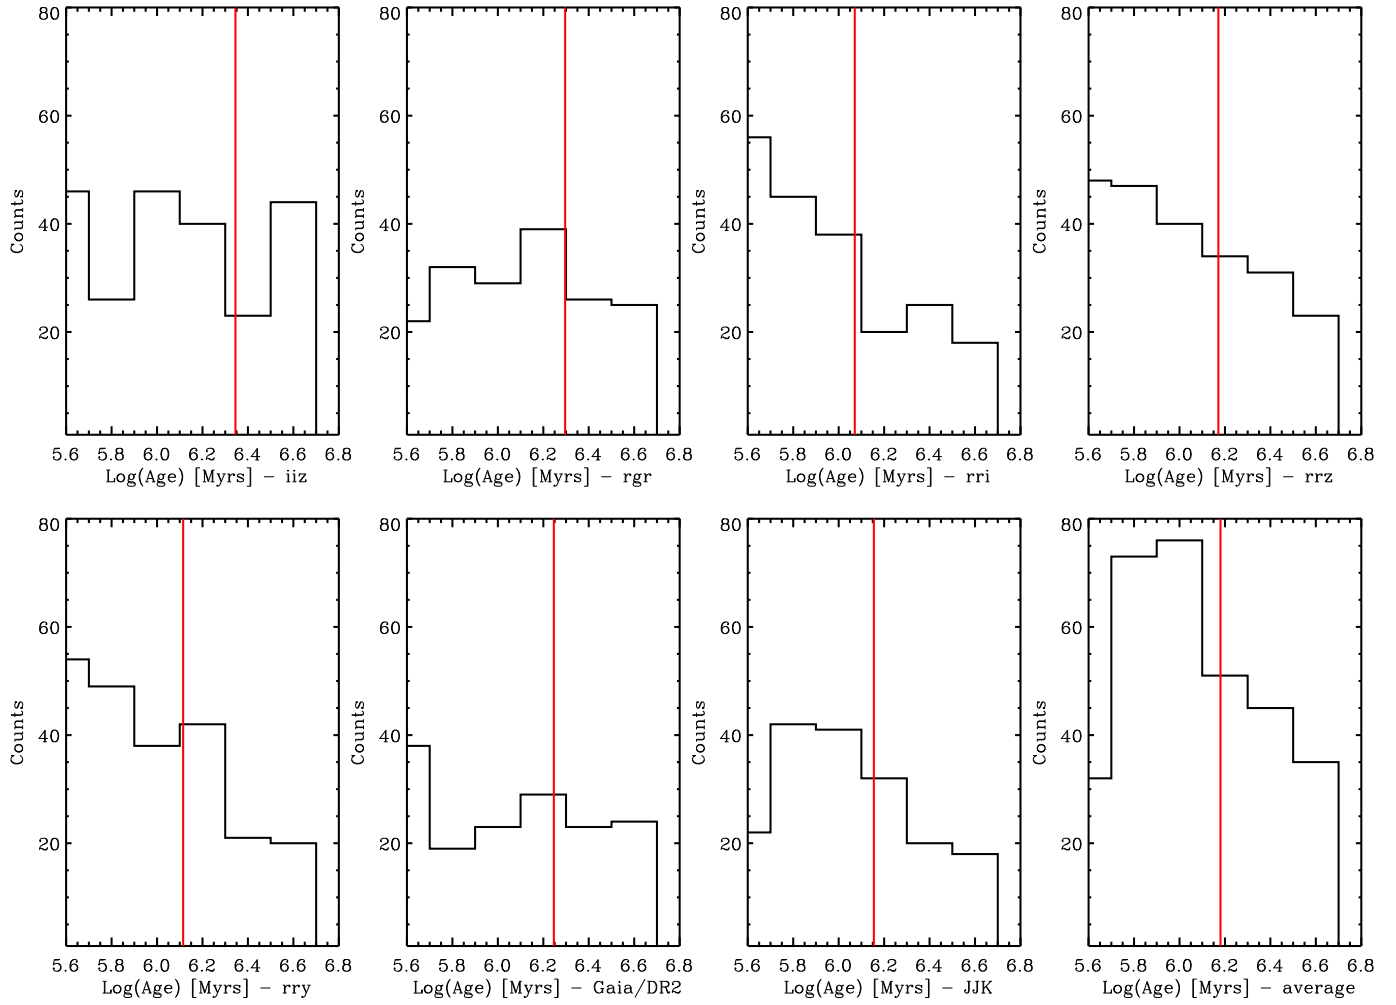 80 80 80 80
60 60 60 60
40 40 40 40
20 20 20 20
Counts Counts Counts Counts
5.6 5.8 6.0 6.2 6.4 6.6 6.8 5.6 5.8 6.0 6.2 6.4 6.6 6.8 5.6 5.8 6.0 6.2 6.4 6.6 6.8 5.6 5.8 6.0 6.2 6.4 6.6 6.8
Log(Age) [Myrs] – iiz Log(Age) [Myrs] – rgr Log(Age) [Myrs] – rri Log(Age) [Myrs] – rrz
80 80 80 80
60 60 60 60
40 40 40 40
20 20 20 20
Counts Counts Counts Counts
5.6 5.8 6.0 6.2 6.4 6.6 6.8 5.6 5.8 6.0 6.2 6.4 6.6 6.8 5.6 5.8 6.0 6.2 6.4 6.6 6.8 5.6 5.8 6.0 6.2 6.4 6.6 6.8
Log(Age) [Myrs] – rry Log(Age) [Myrs] – Gaia/DR2 Log(Age) [Myrs] – JJK Log(Age) [Myrs] – average